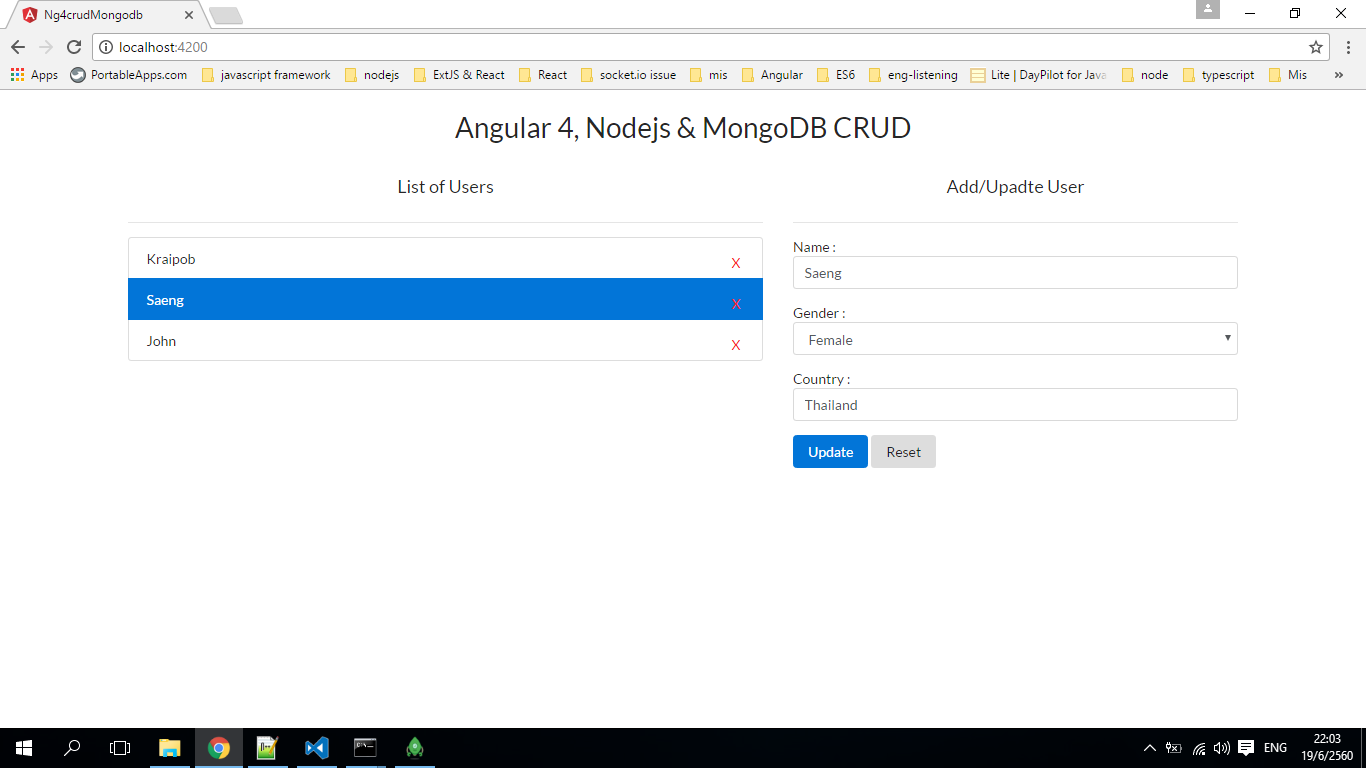 Ng4crudMongodb
localhost:4200
Apps PortableApps.com javascript framework nodejs ExtJS & React React socket.io issue mis Angular ES6 eng-listening Lite | DayPilot for Java node typescript Mis »
Angular 4, Nodejs & MongoDB CRUD
List of Users
Kraipob X
Saeng X
John X
Add/Upadte User
Name :
Saeng
Gender :
Female
Country :
Thailand
Update Reset
ENG
22:03
19/6/2560